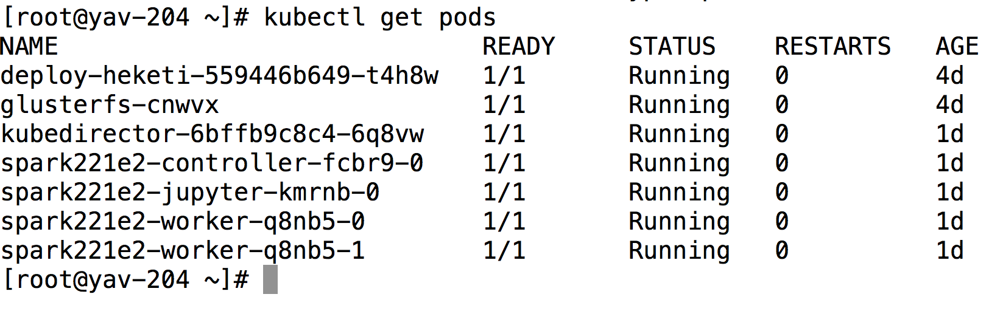 [root@yav-204 ~]# kubectl get pods
NAME READY STATUS RESTARTS AGE
deploy-heketi-559446b649-t4h8w 1/1 Running 0 4d
glusterfs-cnwvx 1/1 Running 0 4d
kubedirector-6bffb9c8c4-6q8vw 1/1 Running 0 1d
spark221e2-controller-fcbr9-0 1/1 Running 0 1d
spark221e2-jupyter-kmrnb-0 1/1 Running 0 1d
spark221e2-worker-q8nb5-0 1/1 Running 0 1d
spark221e2-worker-q8nb5-1 1/1 Running 0 1d
[root@yav-204 ~]#